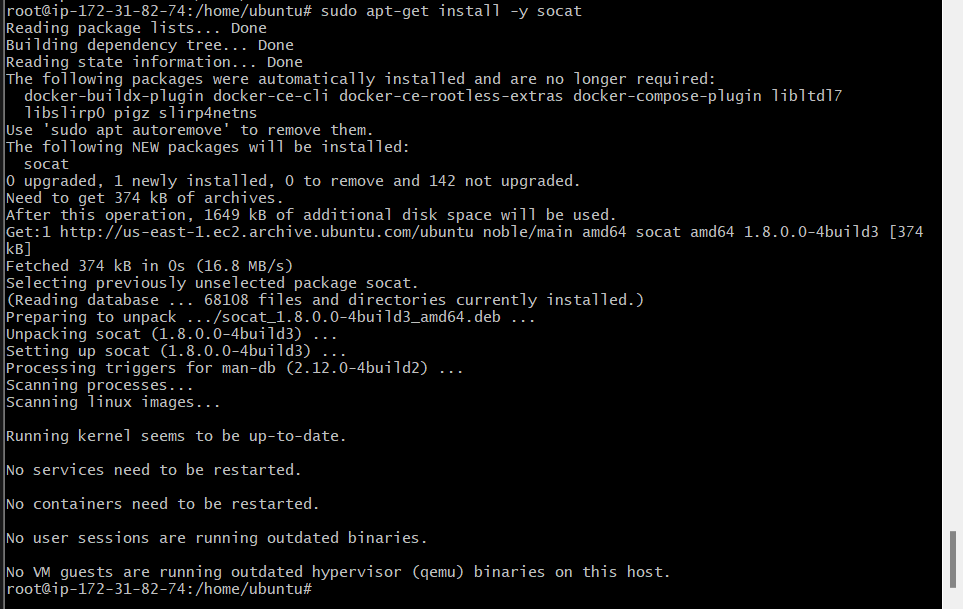 root@ip-172-31-82-74:/home/ubuntu# sudo apt-get install -y socat
Reading package lists... Done
Building dependency tree... Done
Reading state information... Done
The following packages were automatically installed and are no longer required:
  docker-buildx-plugin docker-ce-cli docker-ce-rootless-extras docker-compose-plugin libltdl7
  libslirp0 pigz slirp4netns
Use 'sudo apt autoremove' to remove them.
The following NEW packages will be installed:
  socat
0 upgraded, 1 newly installed, 0 to remove and 142 not upgraded.
Need to get 374 kB of archives.
After this operation, 1649 kB of additional disk space will be used.
Get:1 http://us-east-1.ec2.archive.ubuntu.com/ubuntu noble/main amd64 socat amd64 1.8.0.0-4build3 [374
kB]
Fetched 374 kB in 0s (16.8 MB/s)
Selecting previously unselected package socat.
(Reading database ... 68108 files and directories currently installed.)
Preparing to unpack .../socat_1.8.0.0-4build3_amd64.deb ...
Unpacking socat (1.8.0.0-4build3) ...
Setting up socat (1.8.0.0-4build3) ...
Processing triggers for man-db (2.12.0-4build2) ...
Scanning processes...
Scanning linux images...

Running kernel seems to be up-to-date.

No services need to be restarted.

No containers need to be restarted.

No user sessions are running outdated binaries.

No VM guests are running outdated hypervisor (qemu) binaries on this host.
root@ip-172-31-82-74:/home/ubuntu#